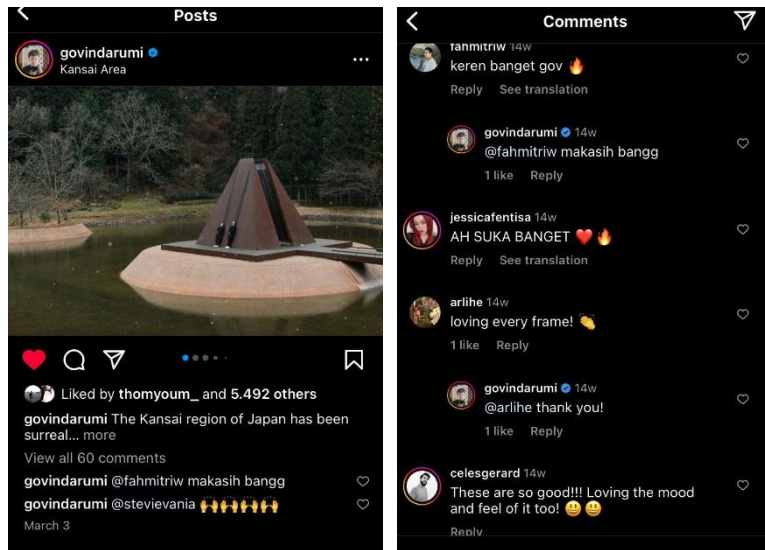 Posts
govindarumi
Kansai Area
Liked by thomyoum_ and 5.492 others
govindarumi The Kansai region of Japan has been
surreal... more
View all 60 comments
govindarumi @fahmitriw makasih bangg
govindarumi @stevievania 🙌🙌🙌🙌
March 3
Comments
fahmitriw 14w
keren banget gov 🔥
Reply See translation
govindarumi 14w
@fahmitriw makasih bangg
1 like Reply
jessicafentisa 14w
AH SUKA BANGET ❤️🔥
Reply See translation
arlihe 14w
loving every frame! 👏
1 like Reply
govindarumi 14w
@arlihe thank you!
1 like Reply
celesgerard 14w
These are so good!!! Loving the mood
and feel of it too! 😃😃
Reply